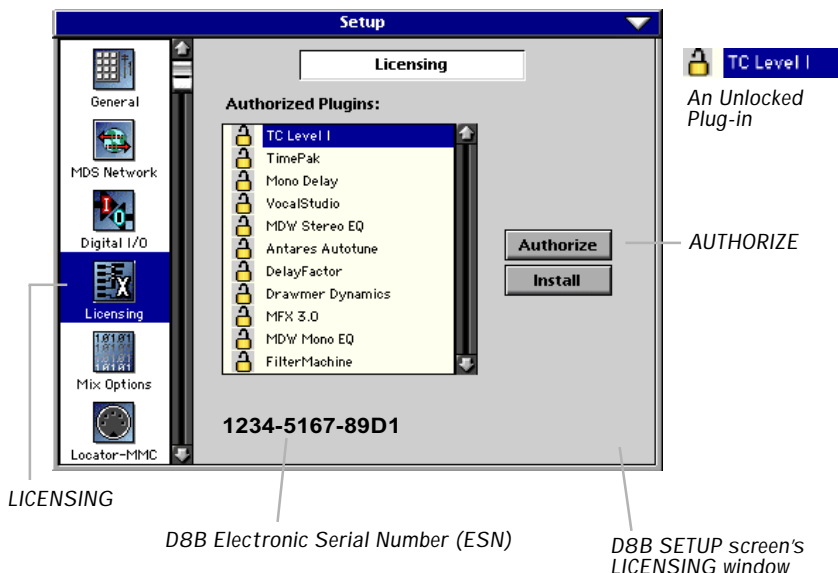 Setup
Licensing
General
MDS Network
Digital I/O
Licensing
Mix Options
Locator-MMC
Authorized Plugins:
TC Level I
TimePak
Mono Delay
VocalStudio
MDW Stereo EQ
Antares Autotune
DelayFactor
Drawmer Dynamics
MFX 3.0
MDW Mono EQ
FilterMachine
Authorize
Install
1234-5167-89D1
TC Level I
An Unlocked
Plug-in
AUTHORIZE
LICENSING
D8B Electronic Serial Number (ESN)
D8B SETUP screen's
LICENSING window